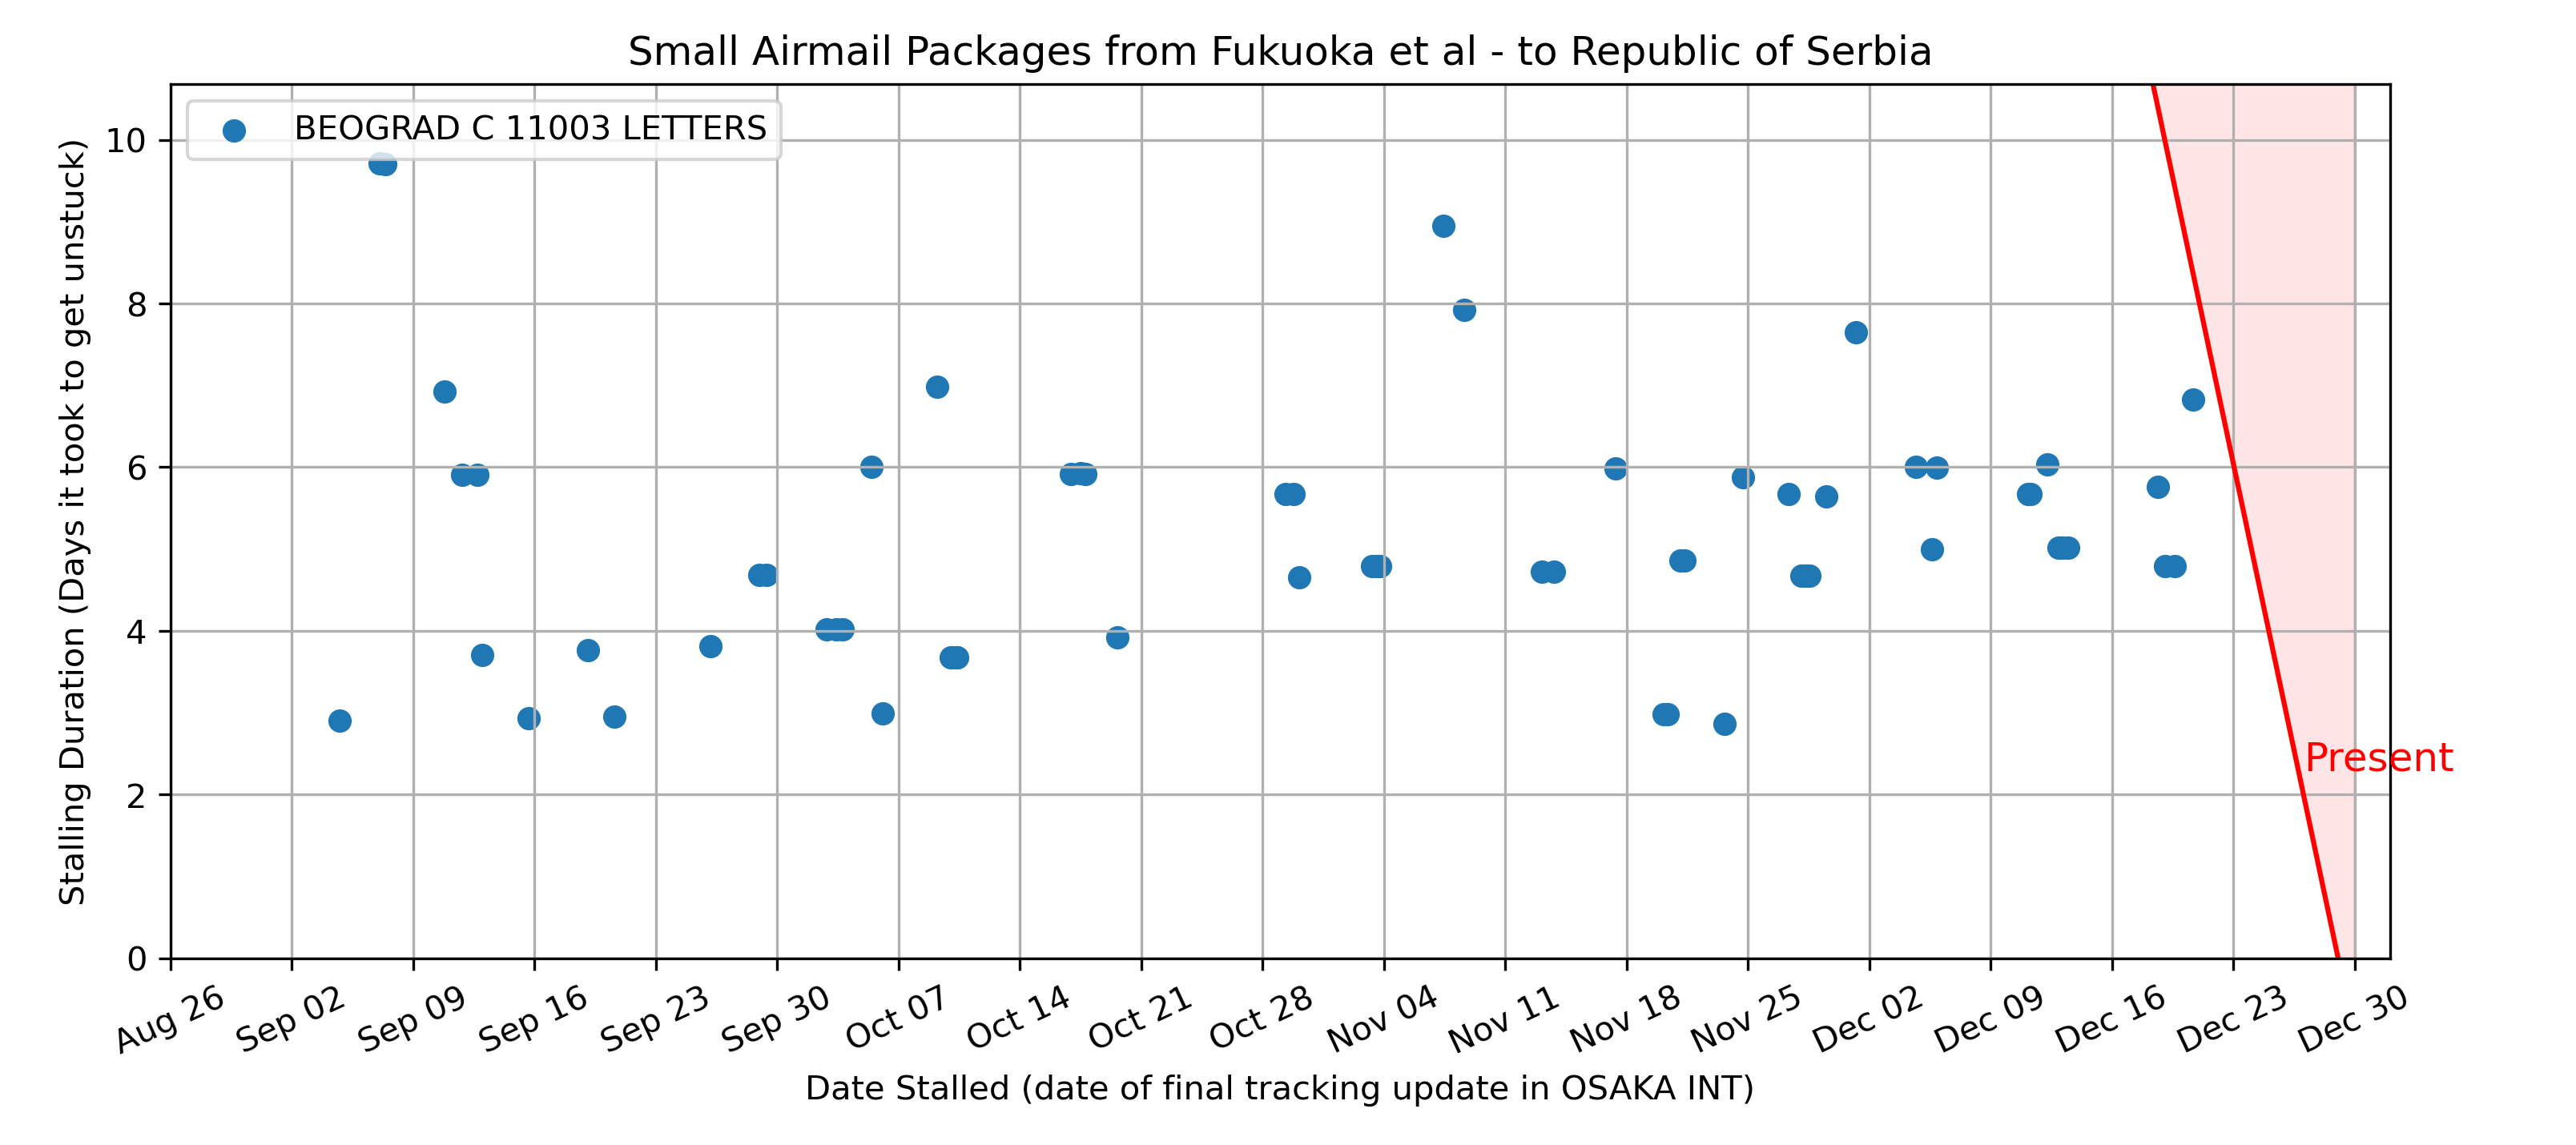 Small Airmail Packages from Fukuoka et al - to Republic of Serbia
BEOGRAD C 11003 LETTERS
Stalling Duration (Days it took to get unstuck)
10
8
6
4
2
0
Present
Aug 26
Sep 02
Sep 09
Sep 16
Sep 23
Sep 30
Oct 07
Oct 14
Oct 21
Oct 28
Nov 04
Nov 11
Nov 18
Nov 25
Dec 02
Dec 09
Dec 16
Dec 23
Dec 30
Date Stalled (date of final tracking update in OSAKA INT)